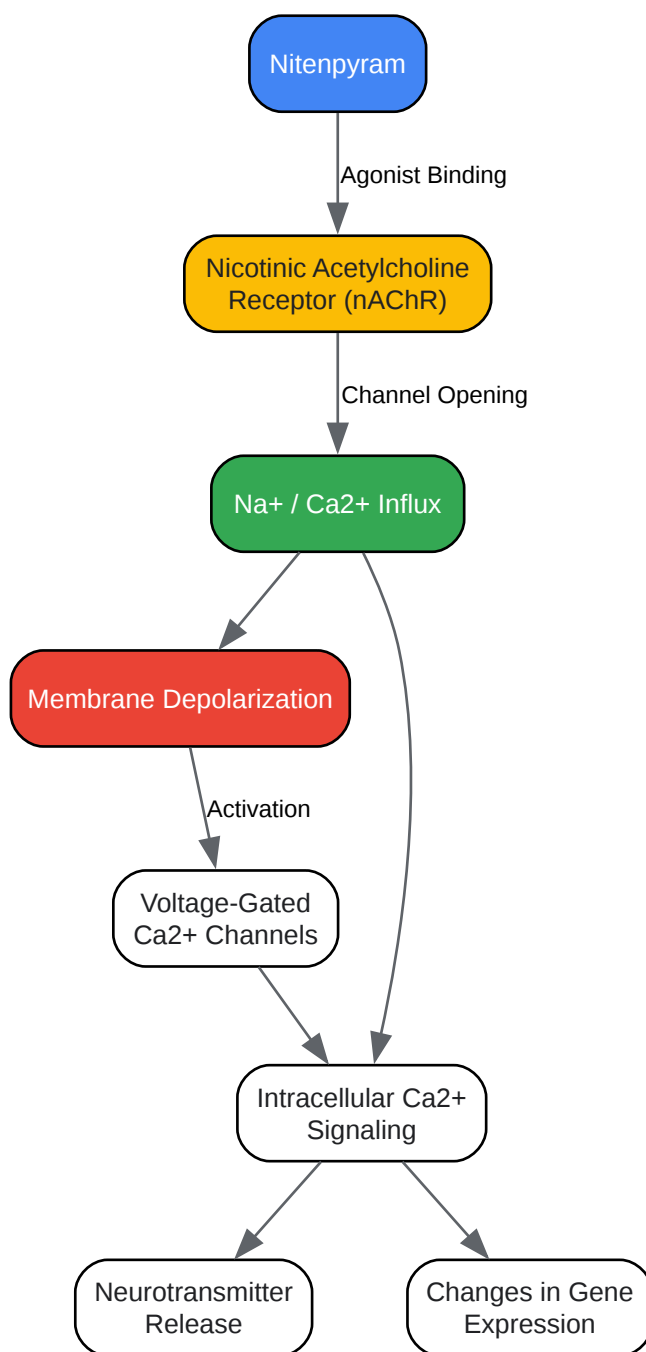 Nitenpyram
Agonist Binding
Nicotinic Acetylcholine
Receptor (nAChR)
Channel Opening
Na+ / Ca2+ Influx
Membrane Depolarization
Activation
Voltage-Gated
Ca2+ Channels
Intracellular Ca2+
Signaling
Neurotransmitter
Release
Changes in Gene
Expression